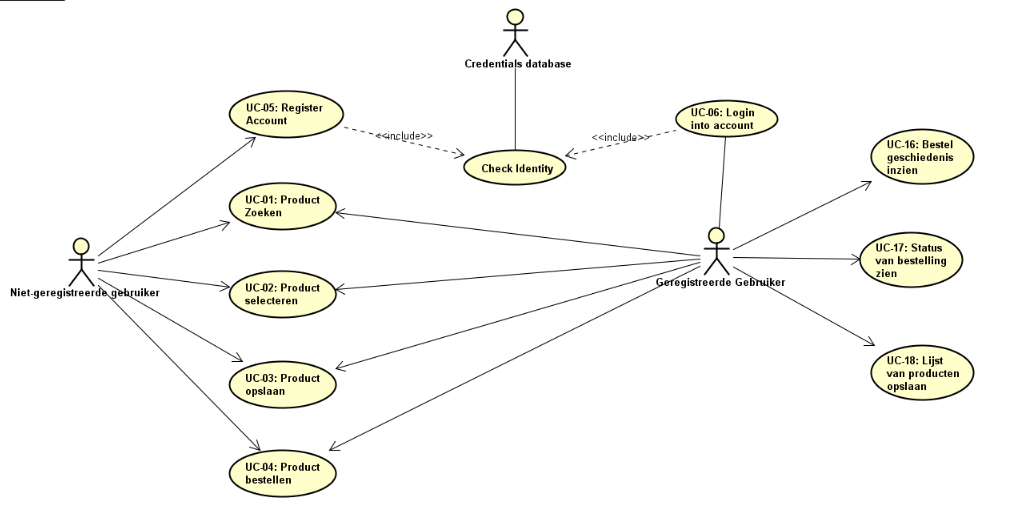 Credentials database
UC-05: Register
Account
<<include>>
<<include>>
UC-06: Login
into account
Check Identity
UC-16: Bestel
geschiedenis
inzien
UC-01: Product
Zoeken
UC-17: Status
van bestelling
zien
Niet-geregistreerde gebruiker
UC-02: Product
selecteren
Geregistreerde Gebruiker
UC-03: Product
opslaan
UC-18: Lijst
van producten
opslaan
UC-04: Product
bestellen